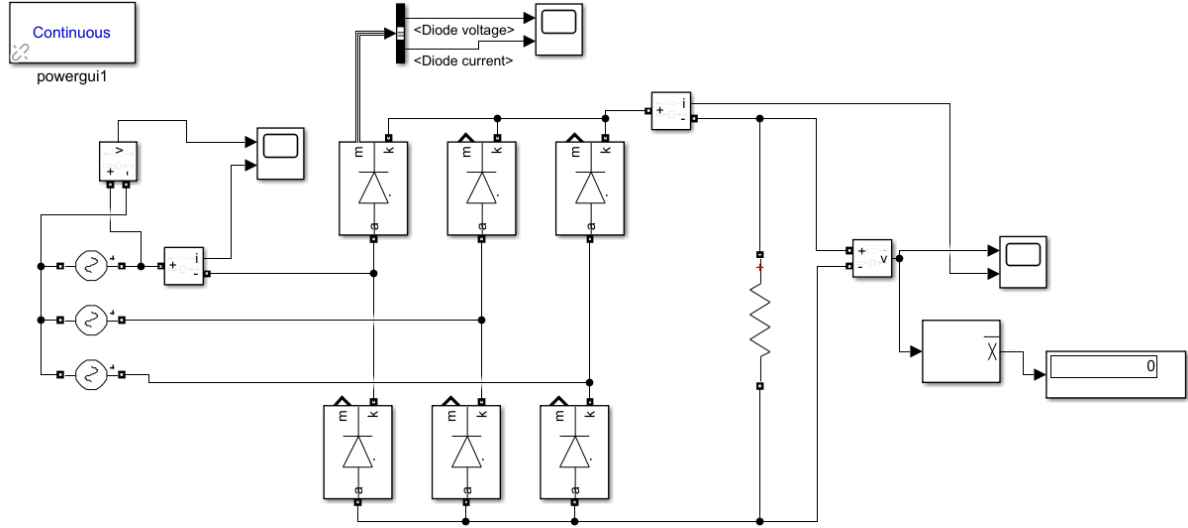 Continuous
powergui1
<Diode voltage>
<Diode current>
v
+ -
+ i
-
m k
a
m k
a
m k
a
+ i
-
+
+
+
+
+ v
-
x
0
m k
a
m k
a
m k
a